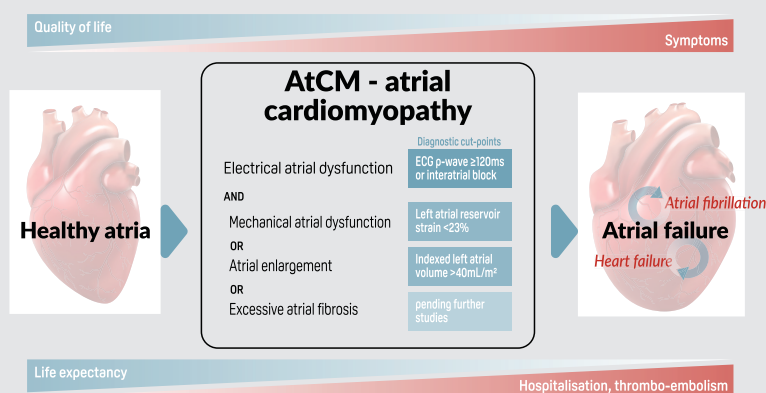 Quality of life
Symptoms
AtCM - atrial
cardiomyopathy
Diagnostic cut-points
Electrical atrial dysfunction
ECG p-wave ≥120ms
or interatrial block
AND
Mechanical atrial dysfunction
Left atrial reservoir
strain <23%
OR
Atrial enlargement
Indexed left atrial
volume >40mL/m²
OR
Excessive atrial fibrosis
pending further
studies
Healthy atria
Atrial fibrillation
Atrial failure
Heart failure
Life expectancy
Hospitalisation, thrombo-embolism